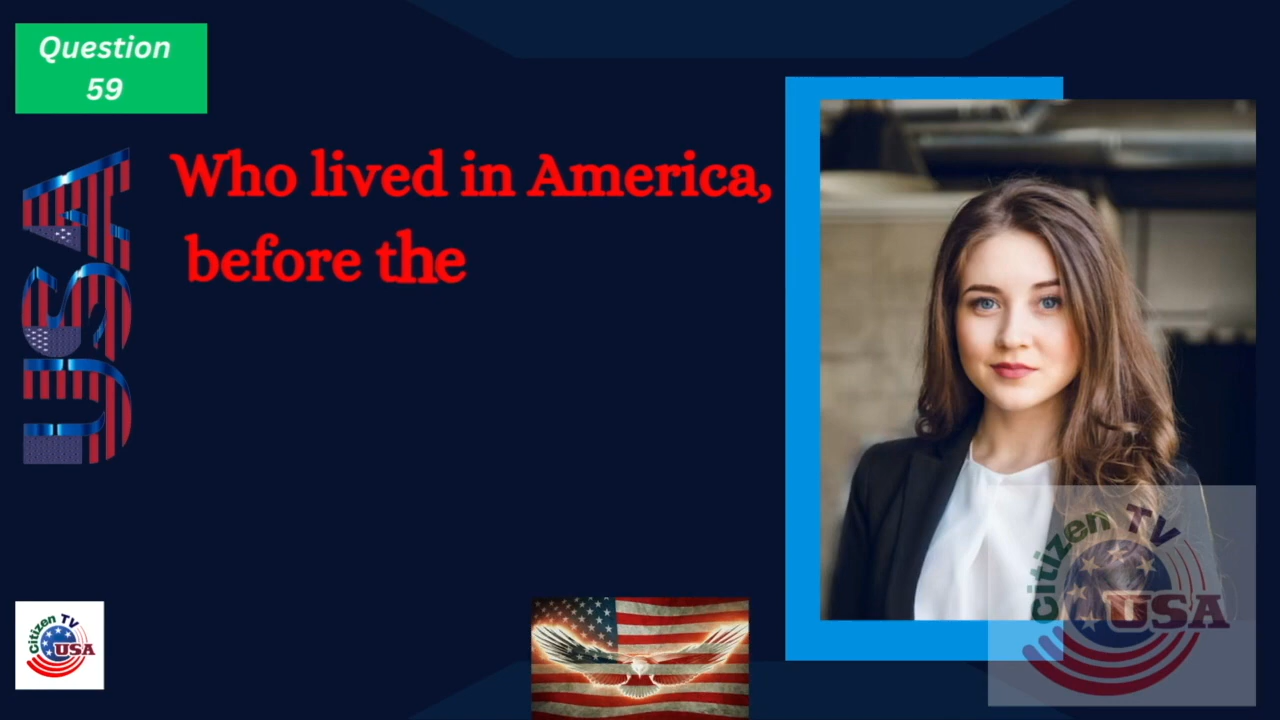 Question
59
USA
Who lived in America,
before the
Citizen TV
USA
Citizen TV
USA